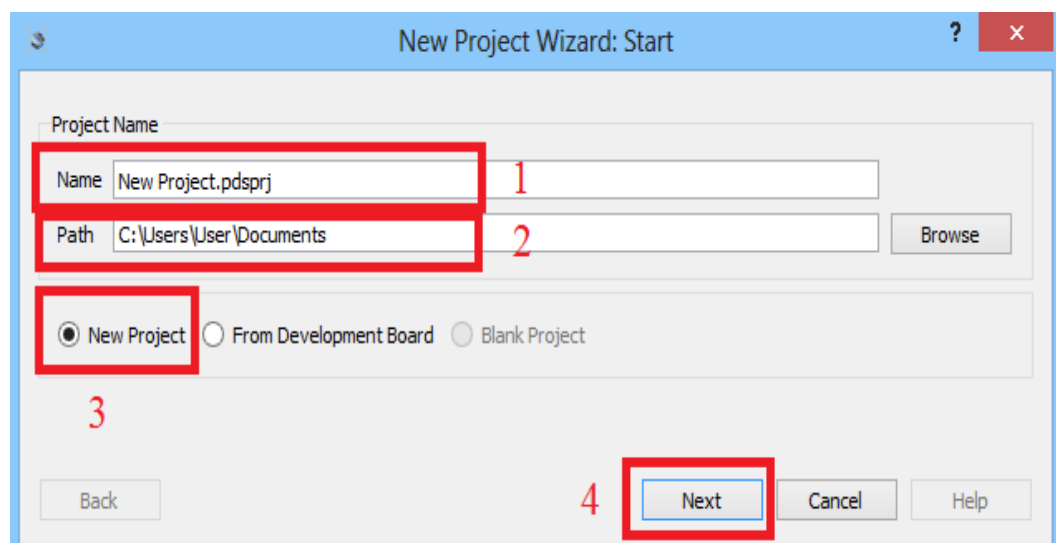 New Project Wizard: Start ? x
Project Name
Name New Project.pdsprj 1
Path C:\Users\User\Documents 2 Browse
New Project From Development Board Blank Project
3
Back 4 Next Cancel Help